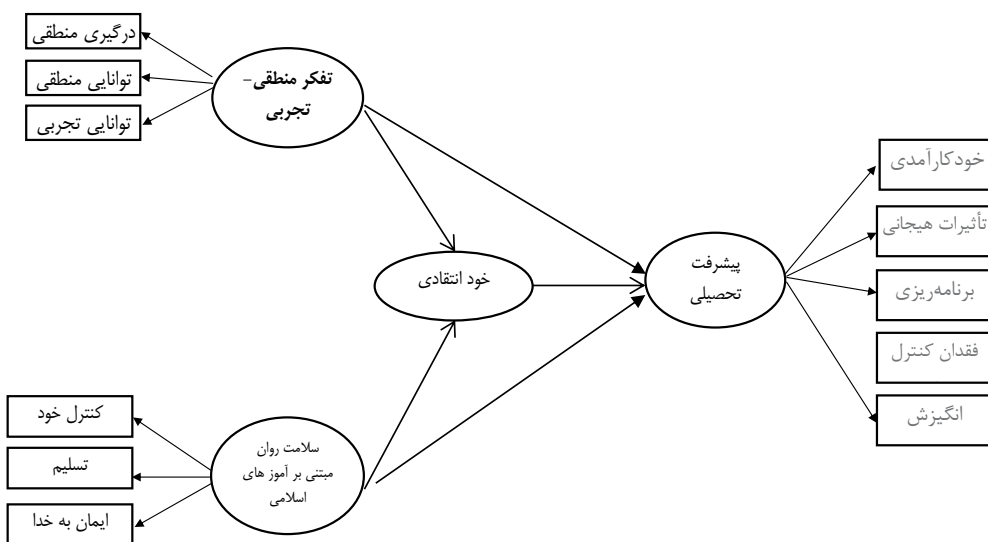 درگیری منطقی
توانایی منطقی
توانایی تجربی
تفکر منطقی-
تجربی
خود انتقادی
پیشرفت
تحصیلی
خودکارآمدی
تأثیرات هیجانی
برنامه‌ریزی
فقدان کنترل
انگیزش
سلامت روان
مبتنی بر آموز های
اسلامی
کنترل خود
تسلیم
ایمان به خدا